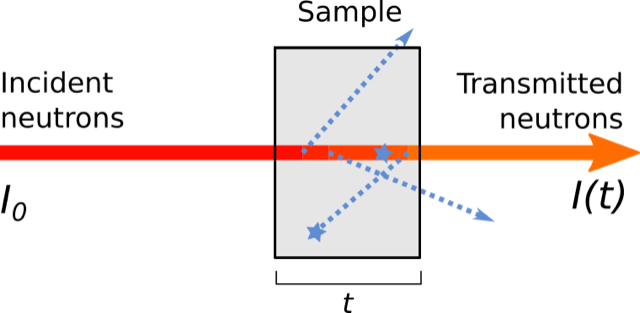 Sample
Incident
neutrons
Transmitted
neutrons
I0
I(t)
t